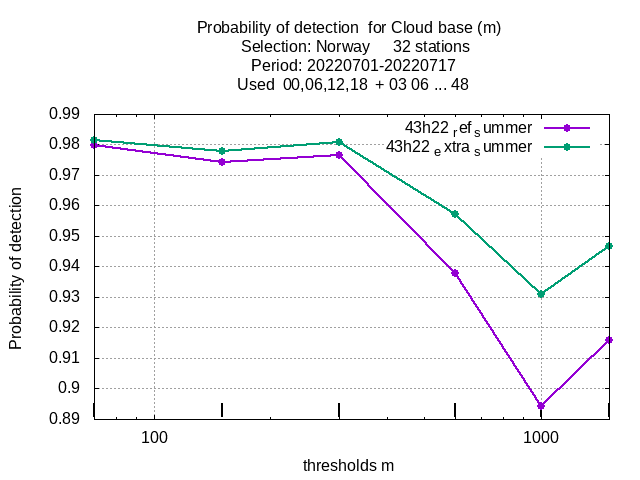 Probability of detection  for Cloud base (m)
Selection: Norway     32 stations
Period: 20220701-20220717
Used  00,06,12,18  + 03 06 ... 48
0.99
0.98
0.97
0.96
0.95
0.94
0.93
0.92
0.91
0.9
0.89
Probability of detection
43h22 ref summer
43h22 extra summer
100
1000
thresholds m